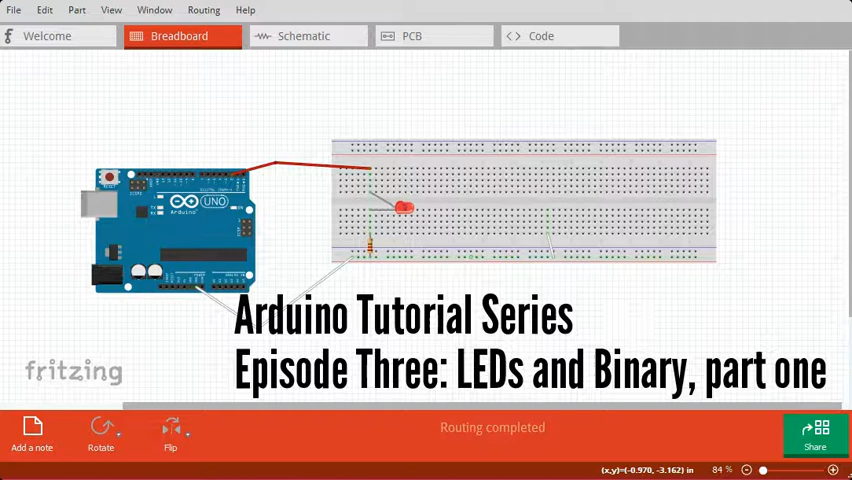 File Edit Part View Window Routing Help
Welcome Breadboard Schematic PCB Code
RESET
UNO
Arduino
Arduino Tutorial Series
Episode Three: LEDs and Binary, part one
fritzing
Routing completed
Add a note Rotate Flip Share
(x,y)=(-0.970, -3.162) in 84 %